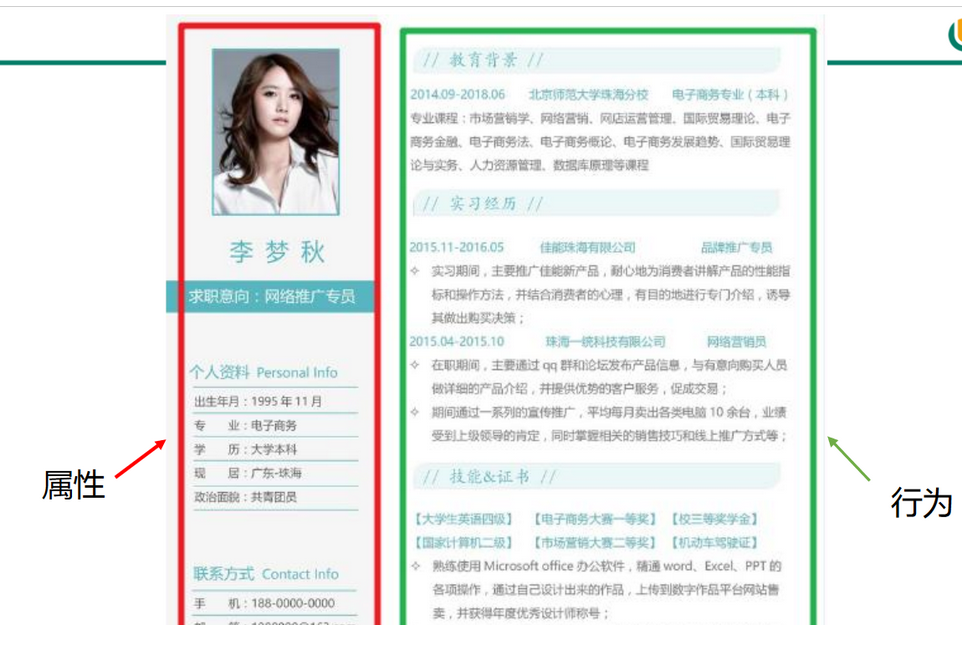 李梦秋
求职意向：网络推广专员
个人资料 Personal Info
出生年月：1995 年 11 月
专 业：电子商务
学 历：大学本科
现 居：广东-珠海
政治面貌：共青团员
联系方式 Contact Info
手 机：188-0000-0000
属性
// 教育背景 //
2014.09-2018.06 北京师范大学珠海分校 电子商务专业（本科）
专业课程：市场营销学、网络营销、网店运营管理、国际贸易理论、电子
商务金融、电子商务法、电子商务概论、电子商务发展趋势、国际贸易理
论与实务、人力资源管理、数据库原理等课程
// 实习经历 //
2015.11-2016.05 佳能珠海有限公司 品牌推广专员
✧ 实习期间，主要推广佳能新产品，耐心地为消费者讲解产品的性能指
标和操作方法，并结合消费者的心理，有目的地进行专门介绍，诱导
其做出购买决策；
2015.04-2015.10 珠海一统科技有限公司 网络营销员
✧ 在职期间，主要通过 qq 群和论坛发布产品信息，与有意向购买人员
做详细的产品介绍，并提供优势的客户服务，促成交易；
✧ 期间通过一系列的宣传推广，平均每月卖出各类电脑 10 余台，业绩
受到上级领导的肯定，同时掌握相关的销售技巧和线上推广方式等；
// 技能&证书 //
【大学生英语四级】 【电子商务大赛一等奖】 【校三等奖学金】
【国家计算机二级】 【市场营销大赛二等奖】 【机动车驾驶证】
✧ 熟练使用 Microsoft office 办公软件，精通 word、Excel、PPT 的
各项操作，通过自己设计出来的作品，上传到数字作品平台网站售
卖，并获得年度优秀设计师称号；
行为